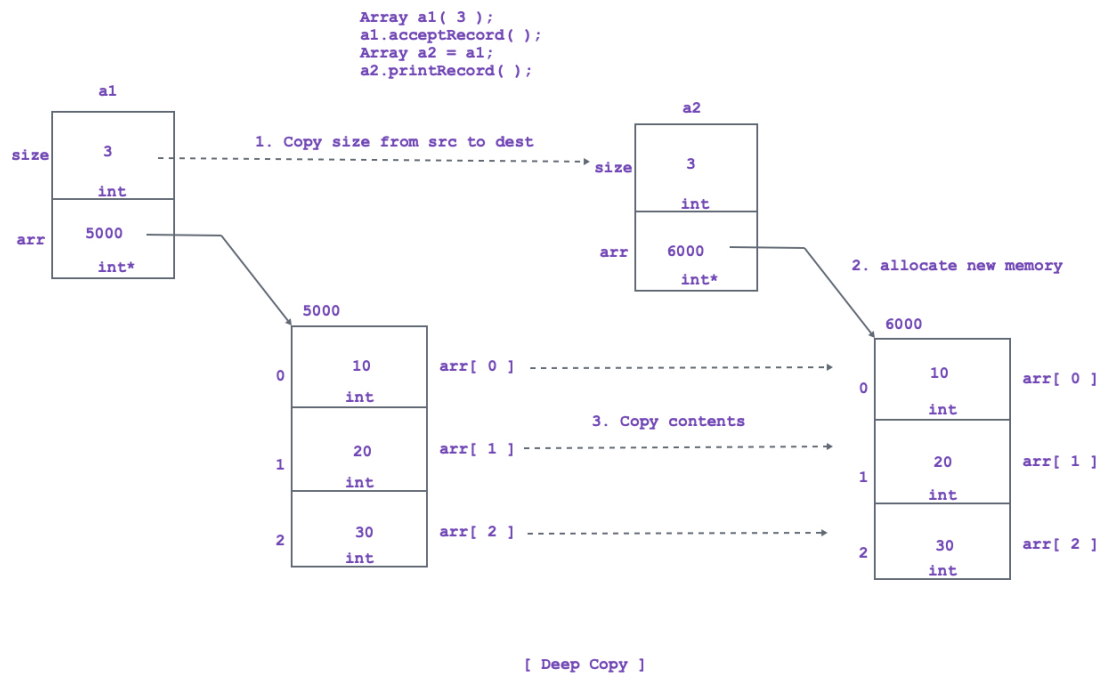 Array a1( 3 );
a1.acceptRecord( );
Array a2 = a1;
a2.printRecord( );
a1
a2
1. Copy size from src to dest
size
3
int
size
3
int
arr
5000
int*
arr
6000
int*
2. allocate new memory
5000
6000
0
10
int
arr[ 0 ]
0
10
int
arr[ 0 ]
3. Copy contents
1
20
int
arr[ 1 ]
1
20
int
arr[ 1 ]
2
30
int
arr[ 2 ]
2
30
int
arr[ 2 ]
[ Deep Copy ]